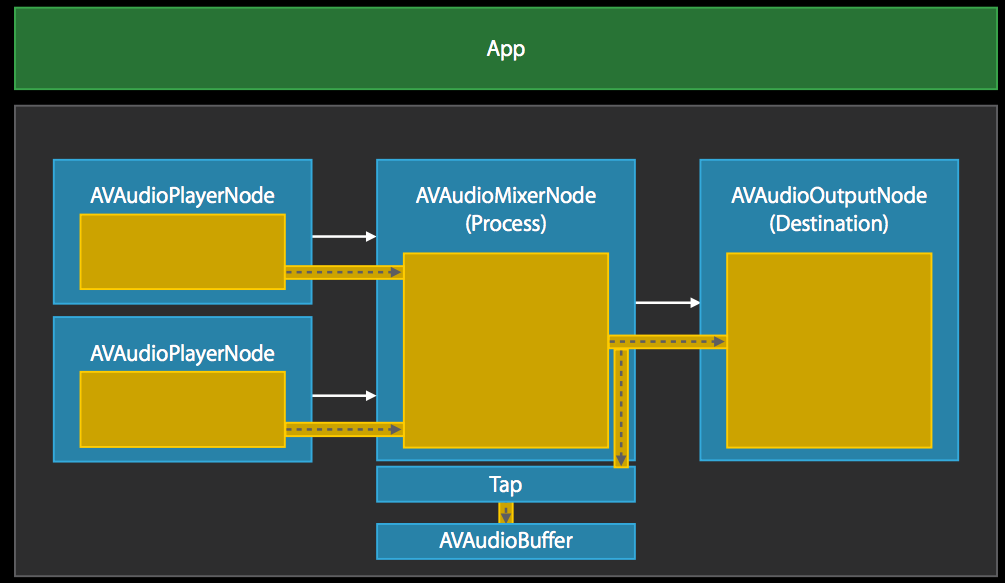 App
AVAudioPlayerNode
AVAudioMixerNode
(Process)
AVAudioOutputNode
(Destination)
AVAudioPlayerNode
Tap
AVAudioBuffer